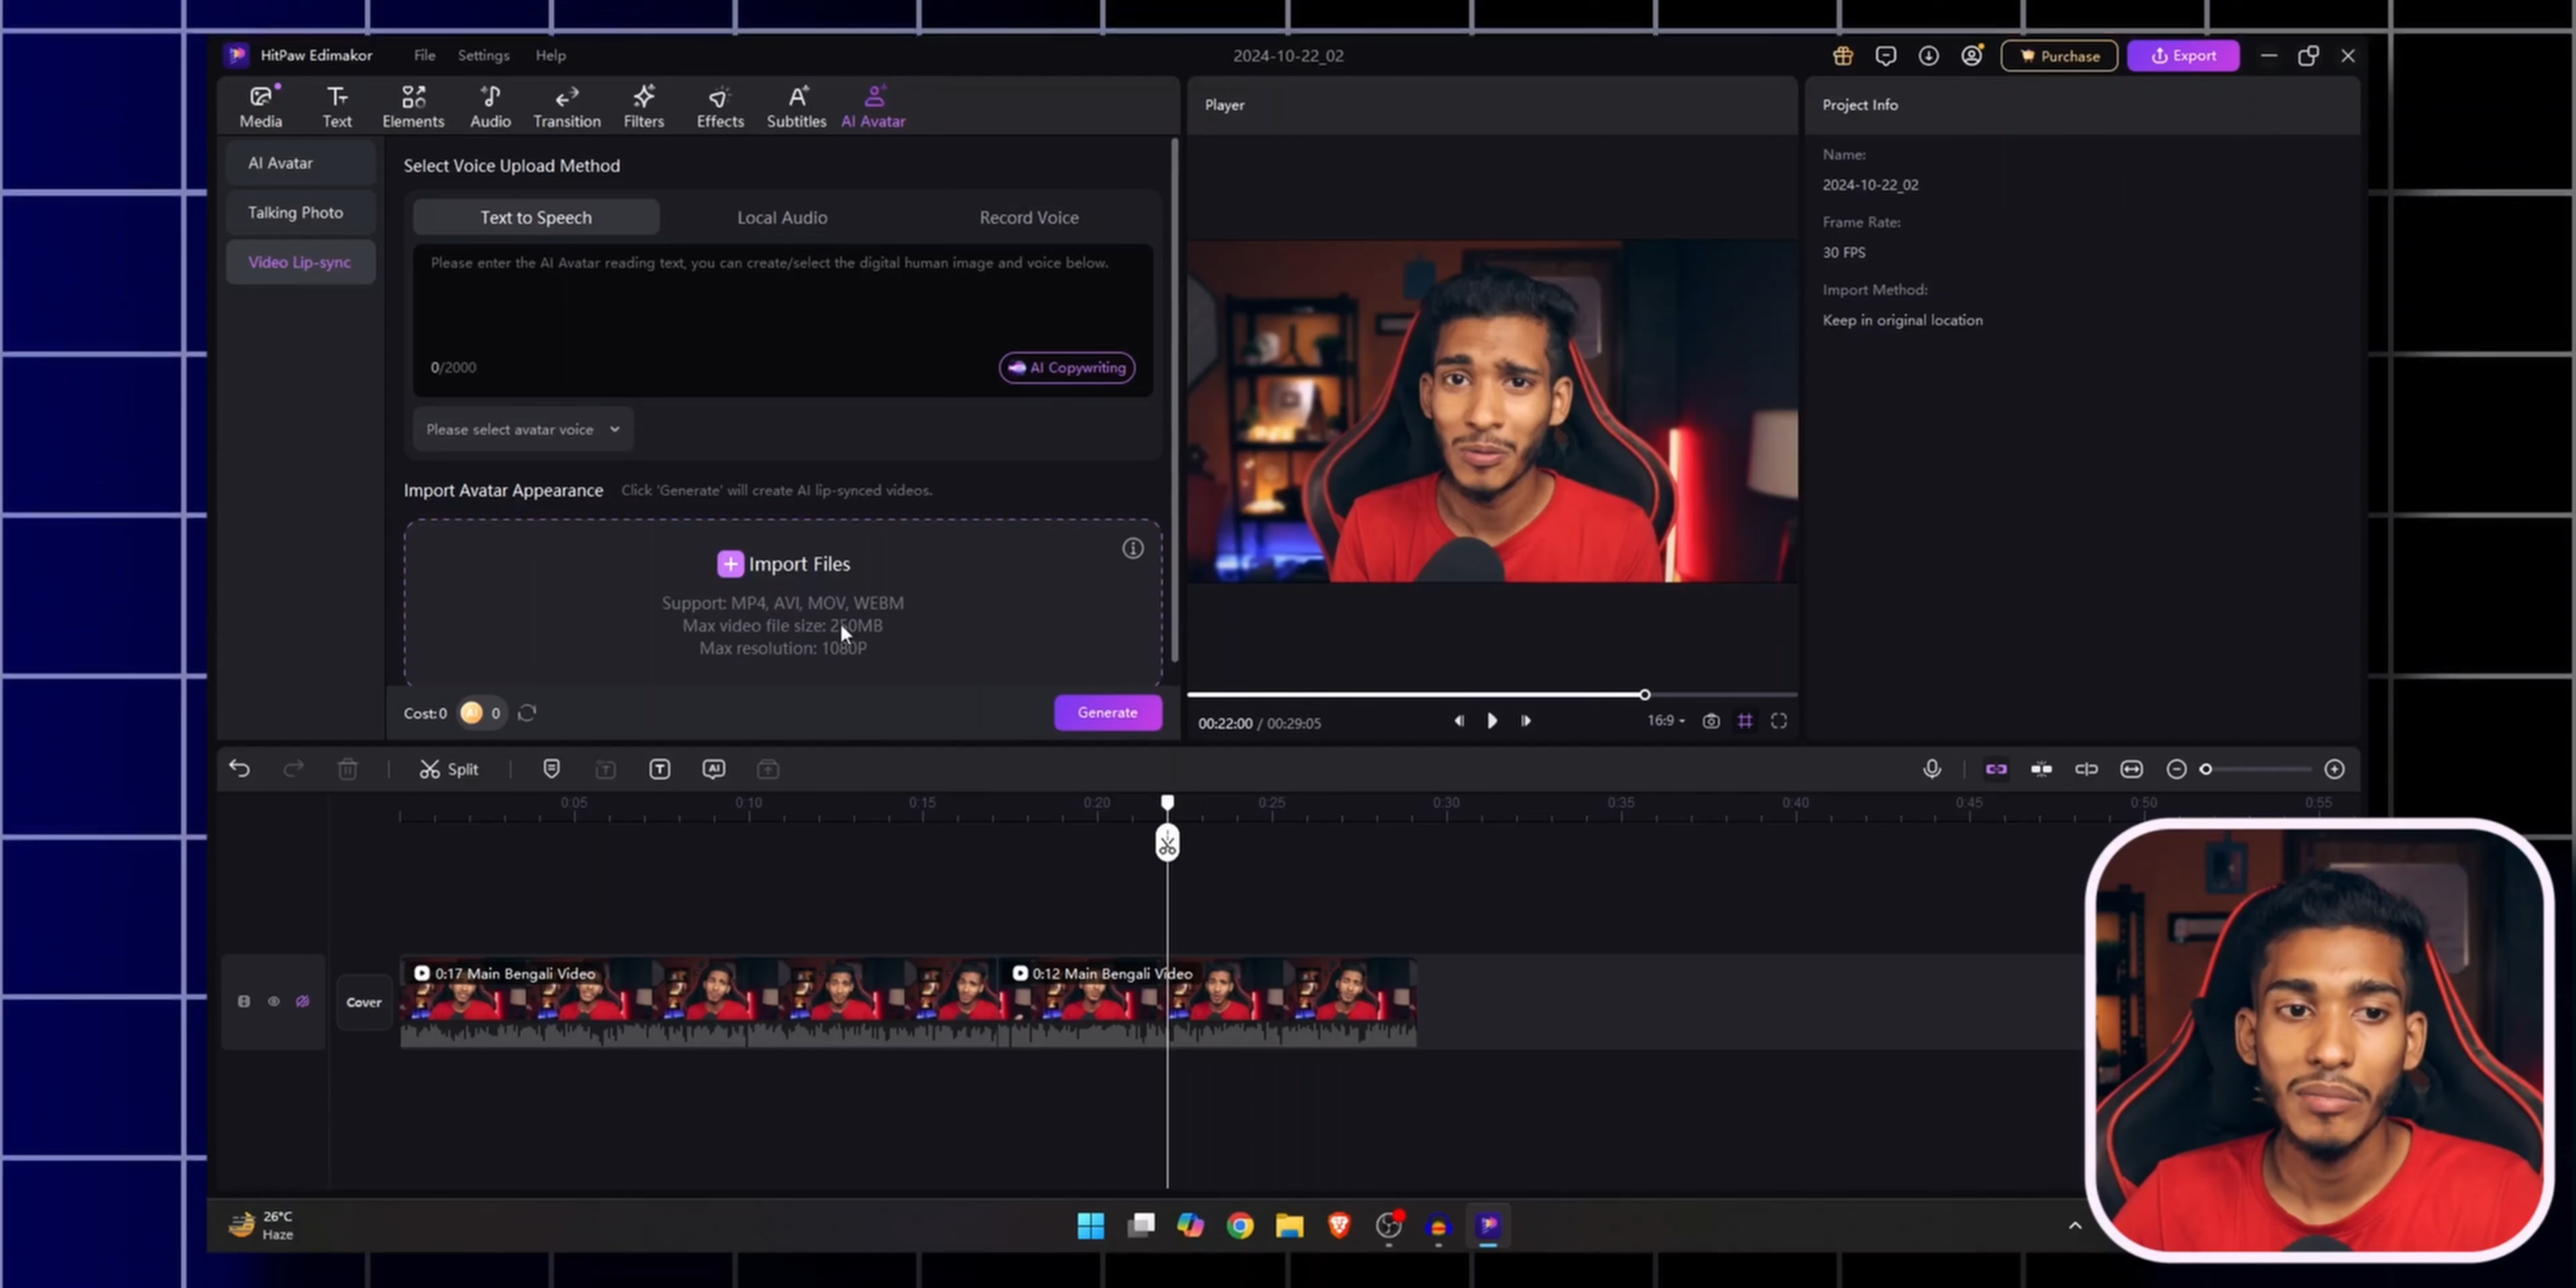 HitPaw Edimakor File Settings Help 2024-10-22_02 Purchase Export
Media Text Elements Audio Transition Filters Effects Subtitles AI Avatar
Player
Project Info
AI Avatar
Talking Photo
Video Lip-sync
Select Voice Upload Method
Text to Speech Local Audio Record Voice
Please enter the AI Avatar reading text, you can create/select the digital human image and voice below.
0/2000
AI Copywriting
Please select avatar voice
Import Avatar Appearance Click 'Generate' will create AI lip-synced videos.
Import Files
Support: MP4, AVI, MOV, WEBM
Max video file size: 250MB
Max resolution: 1080P
Cost:0 AI 0
Generate
00:22:00 / 00:29:05
16:9
Name:
2024-10-22_02
Frame Rate:
30 FPS
Import Method:
Keep in original location
Split
0:05 0:10 0:15 0:20 0:25 0:30 0:35 0:40 0:45 0:50 0:55
Cover
0:17 Main Bengali Video
0:12 Main Bengali Video
26°C
Haze